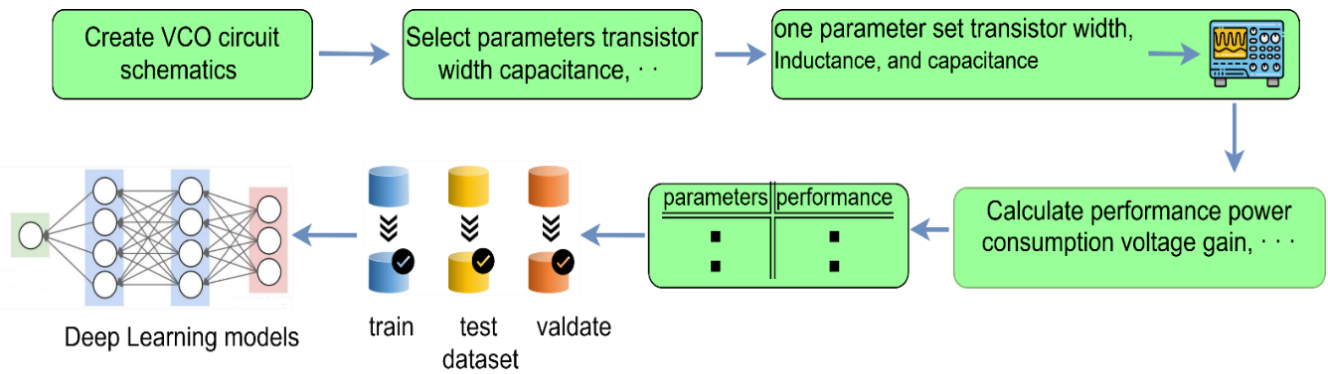 Create VCO circuit
schematics
Select parameters transistor
width capacitance, · ·
one parameter set transistor width,
Inductance, and capacitance
Calculate performance power
consumption voltage gain, · · ·
parameters performance
train
test
dataset
valdate
Deep Learning models